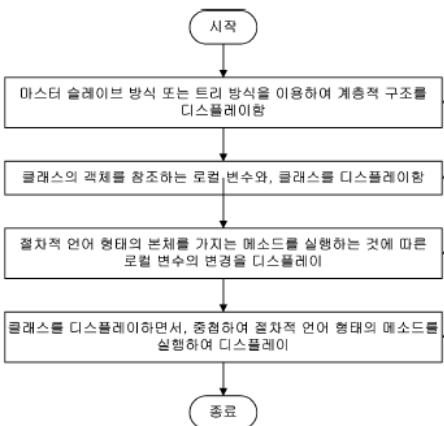 시작
마스터 슬레이브 방식 또는 트리 방식을 이용하여 계층적 구조를
디스플레이함
클래스의 객체를 참조하는 로컬 변수와, 클래스를 디스플레이함
절차적 언어 형태의 본체를 가지는 메소드를 실행하는 것에 따른
로컬 변수의 변경을 디스플레이
클래스를 디스플레이하면서, 중첩하여 절차적 언어 형태의 메소드를
실행하여 디스플레이
종료